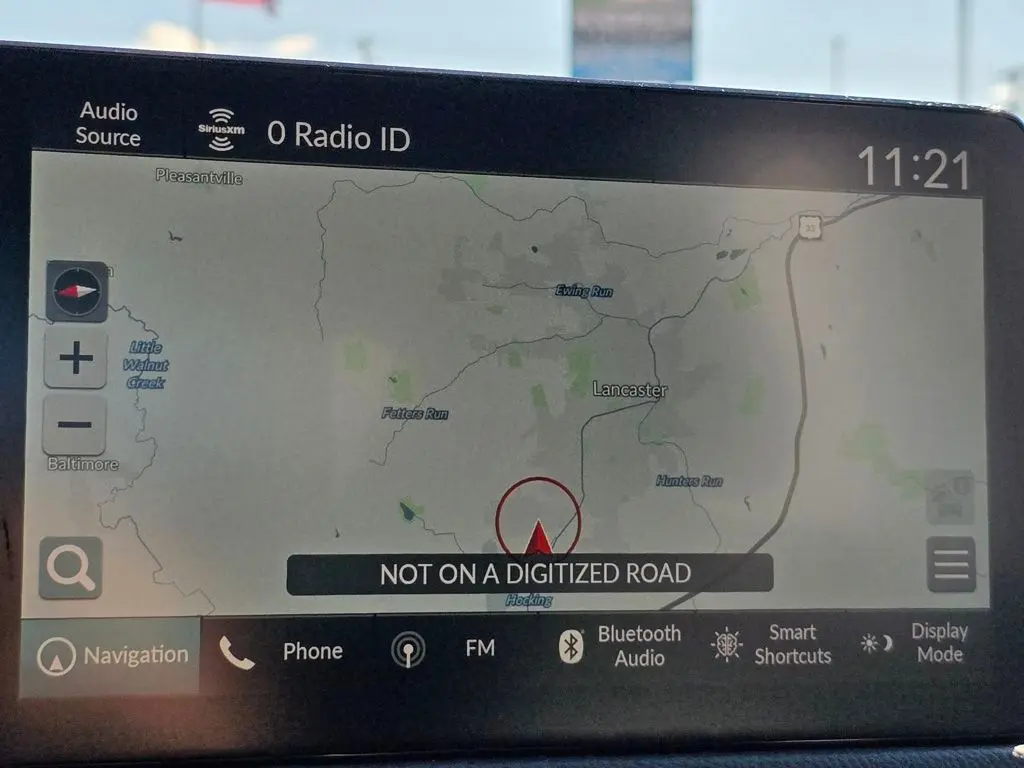 Audio
Source
SiriusXM
0 Radio ID
11:21
Pleasantville
33
Ewing Run
Little
Walnut
Creek
Lancaster
Fetters Run
Baltimore
Hunters Run
NOT ON A DIGITIZED ROAD
Hocking
Navigation
Phone
FM
Bluetooth
Audio
Smart
Shortcuts
Display
Mode